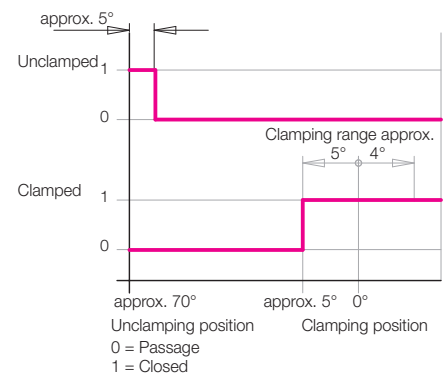 approx. 5°
Unclamped 1
0
Clamping range approx.
5° 4°
Clamped 1
0
approx. 70° approx. 5° 0°
Unclamping position Clamping position
0 = Passage
1 = Closed